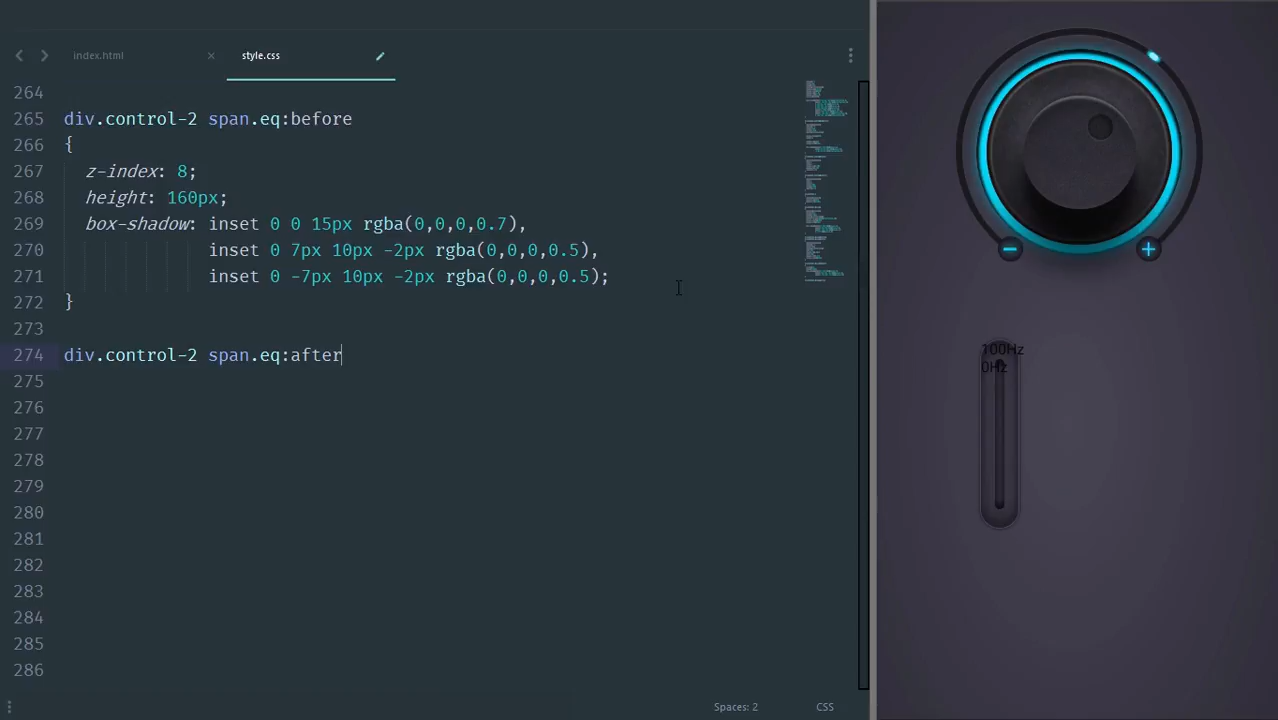 index.html
style.css
264
265 div.control-2 span.eq:before
266 {
267 z-index: 8;
268 height: 160px;
269 box-shadow: inset 0 0 15px rgba(0,0,0,0.7),
270 inset 0 7px 10px -2px rgba(0,0,0,0.5),
271 inset 0 -7px 10px -2px rgba(0,0,0,0.5);
272 }
273
274 div.control-2 span.eq:after
275
276
277
278
279
280
281
282
283
284
285
286
Spaces: 2
CSS
100Hz
0Hz